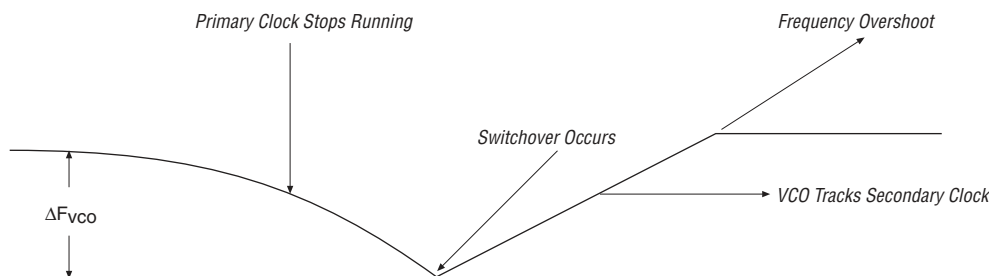 Primary Clock Stops Running
Frequency Overshoot
Switchover Occurs
VCO Tracks Secondary Clock
ΔFVCO